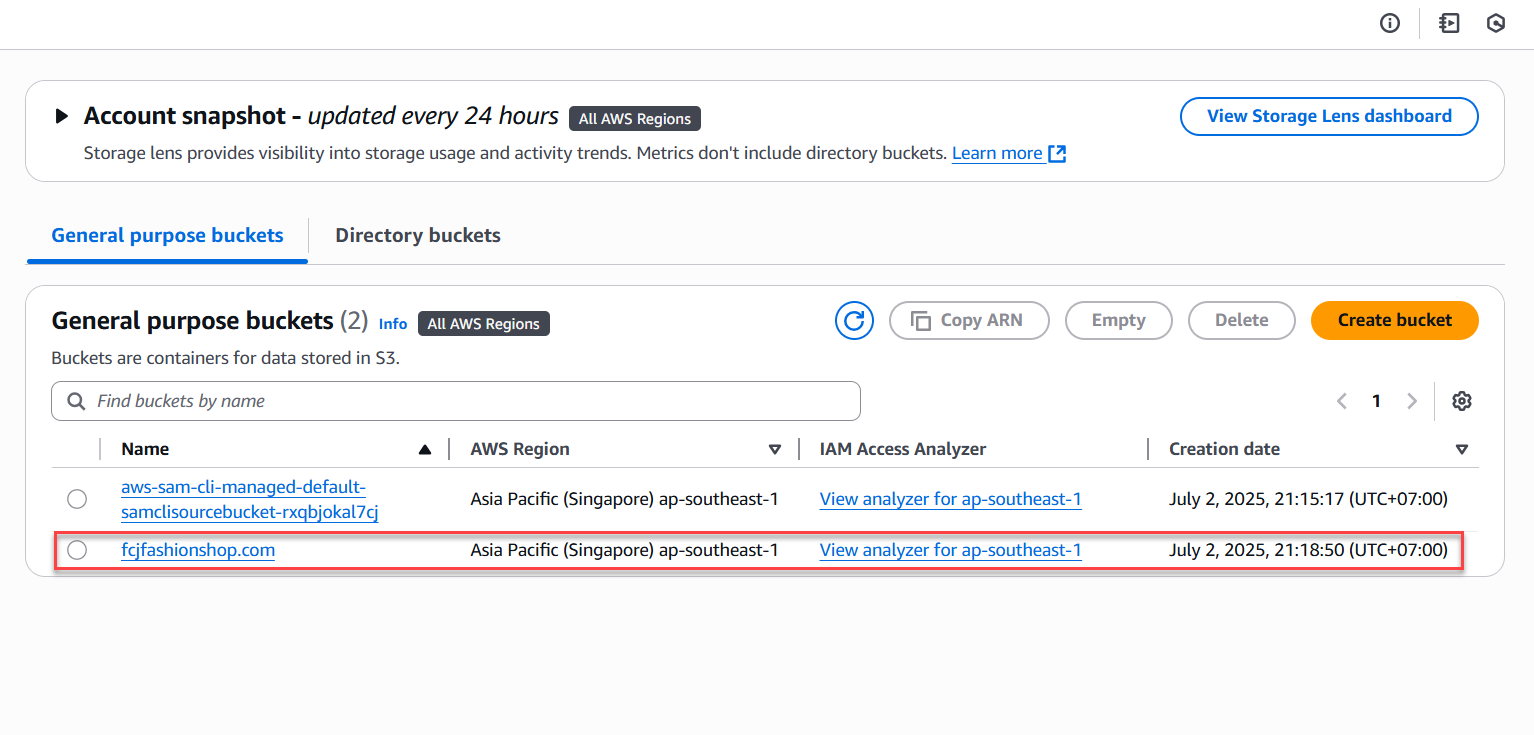 Account snapshot - updated every 24 hours All AWS Regions View Storage Lens dashboard
Storage lens provides visibility into storage usage and activity trends. Metrics don't include directory buckets. Learn more
General purpose buckets Directory buckets
General purpose buckets (2) Info All AWS Regions Copy ARN Empty Delete Create bucket
Buckets are containers for data stored in S3.
Find buckets by name 1
Name AWS Region IAM Access Analyzer Creation date
aws-sam-cli-managed-default-
samclisourcebucket-rxqbjokal7cj Asia Pacific (Singapore) ap-southeast-1 View analyzer for ap-southeast-1 July 2, 2025, 21:15:17 (UTC+07:00)
fcjfashionshop.com Asia Pacific (Singapore) ap-southeast-1 View analyzer for ap-southeast-1 July 2, 2025, 21:18:50 (UTC+07:00)